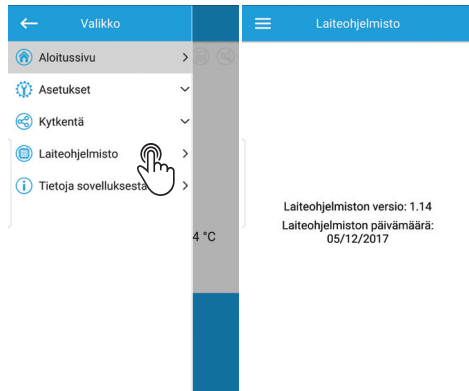 Valikko
Aloitussivu
Asetukset
Kytkentä
Laiteohjelmisto
Tietoja sovelluksesta
4 °C
Laiteohjelmisto
Laiteohjelmiston versio: 1.14
Laiteohjelmiston päivämäärä:
05/12/2017